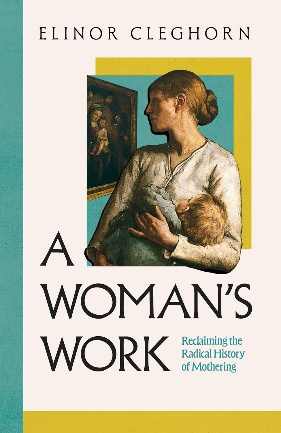 ELINOR CLEGHORN
A
WOMAN'S
WORK
Reclaiming the
Radical History
of Mothering